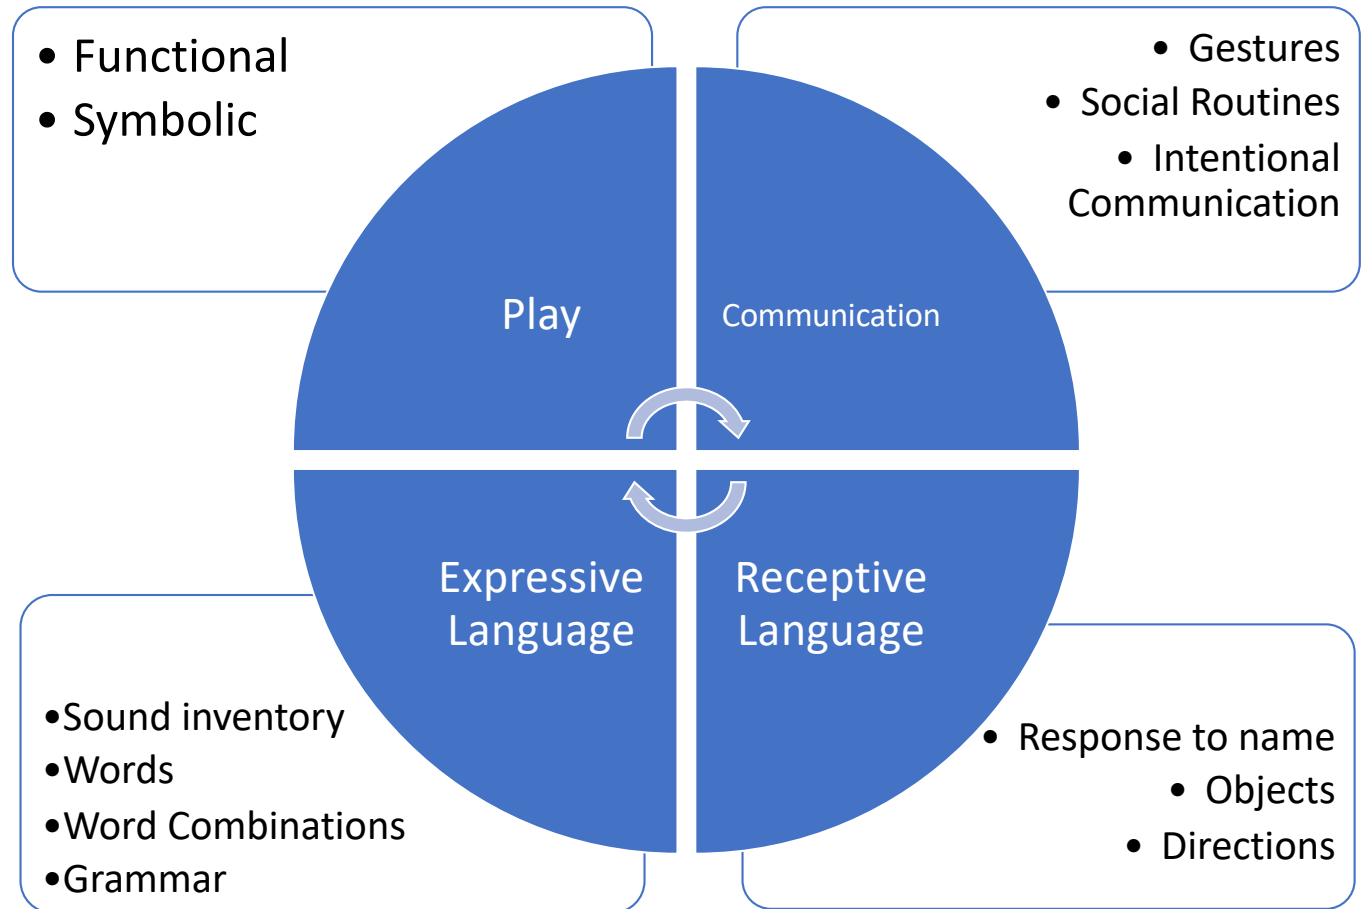 • Functional
• Symbolic
• Gestures
• Social Routines
• Intentional
Communication
Play
Communication
Expressive
Language
Receptive
Language
•Sound inventory
•Words
•Word Combinations
•Grammar
• Response to name
• Objects
• Directions